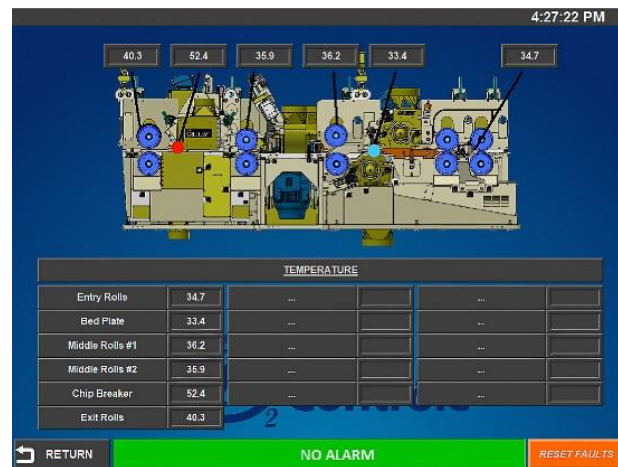 4:27:22 PM
40.3 52.4 35.9 36.2 33.4 34.7
TEMPERATURE
Entry Rolls 34.7 ... ...
Bed Plate 33.4 ... ...
Middle Rolls #1 36.2 ... ...
Middle Rolls #2 35.9 ... ...
Chip Breaker 52.4 ... ...
Exit Rolls 40.3
2
RETURN NO ALARM RESET FAULTS